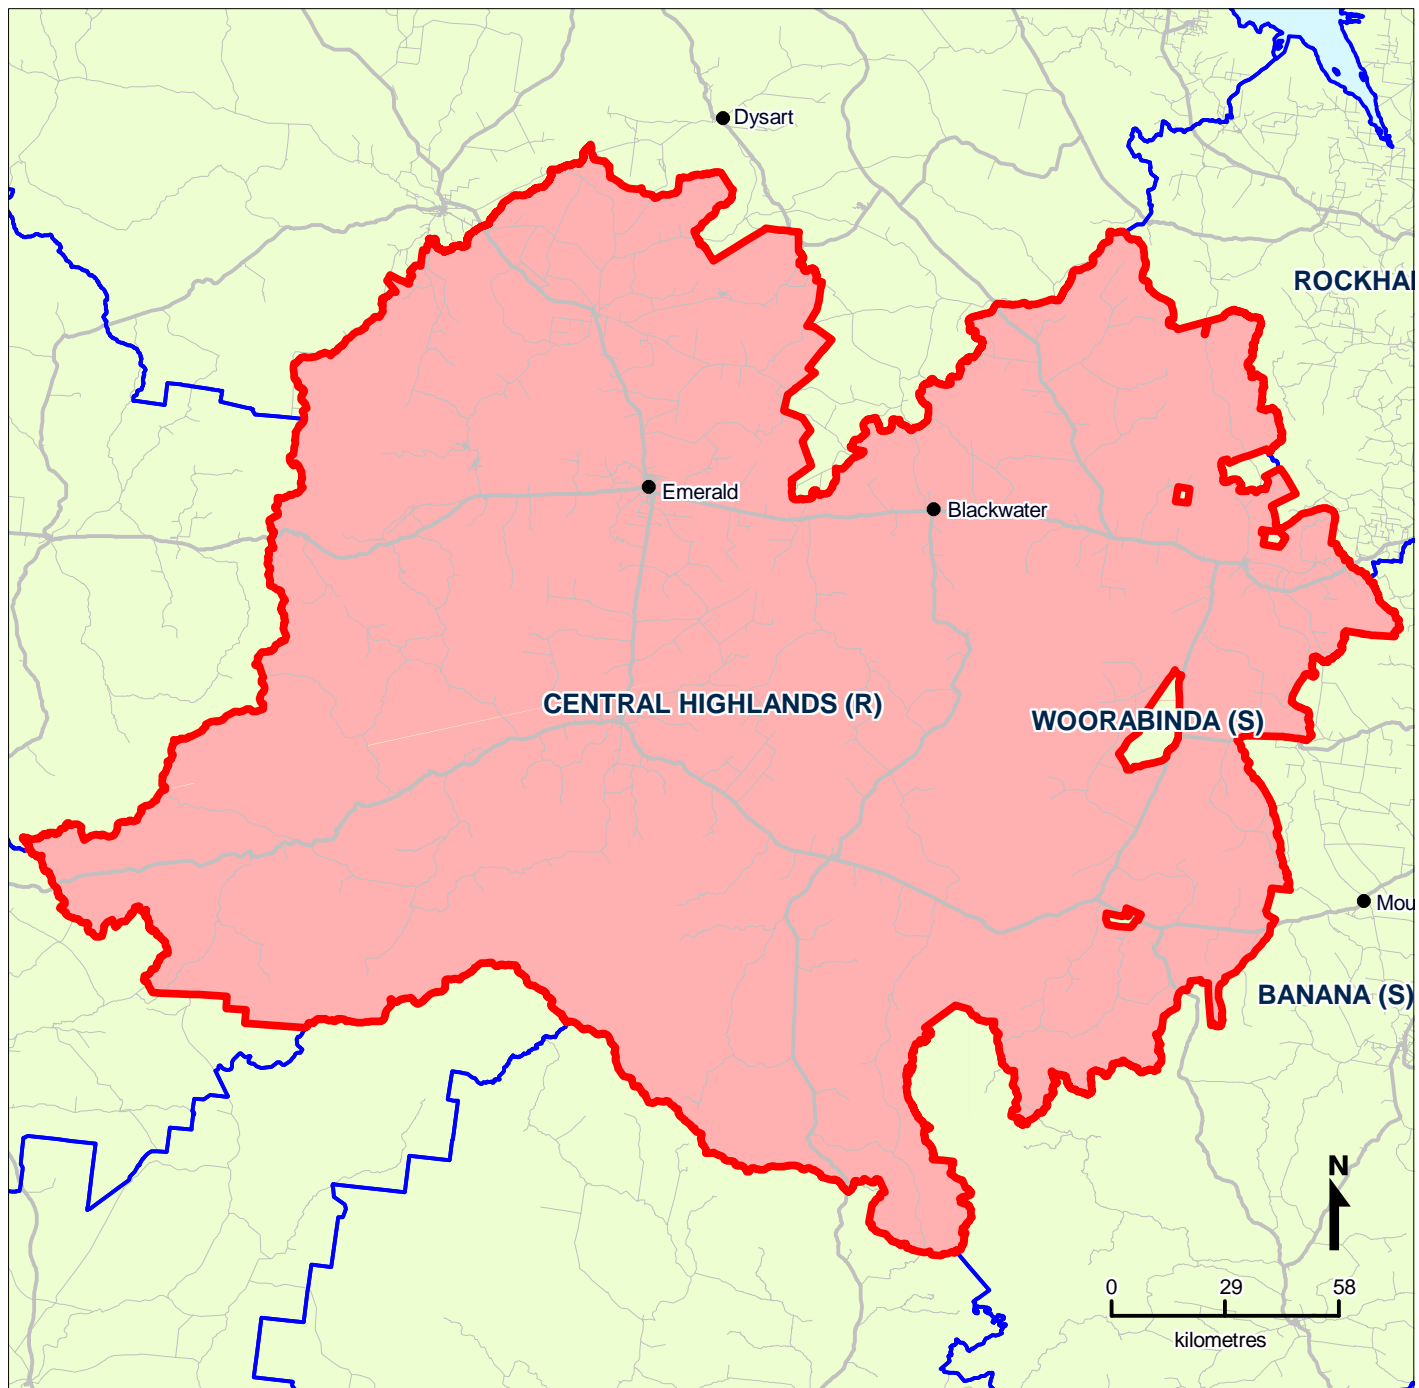 Dysart
ROCKHA
Emerald
Blackwater
CENTRAL HIGHLANDS (R)
WOORABINDA (S)
Mou
BANANA (S)
N
0 29 58
kilometres